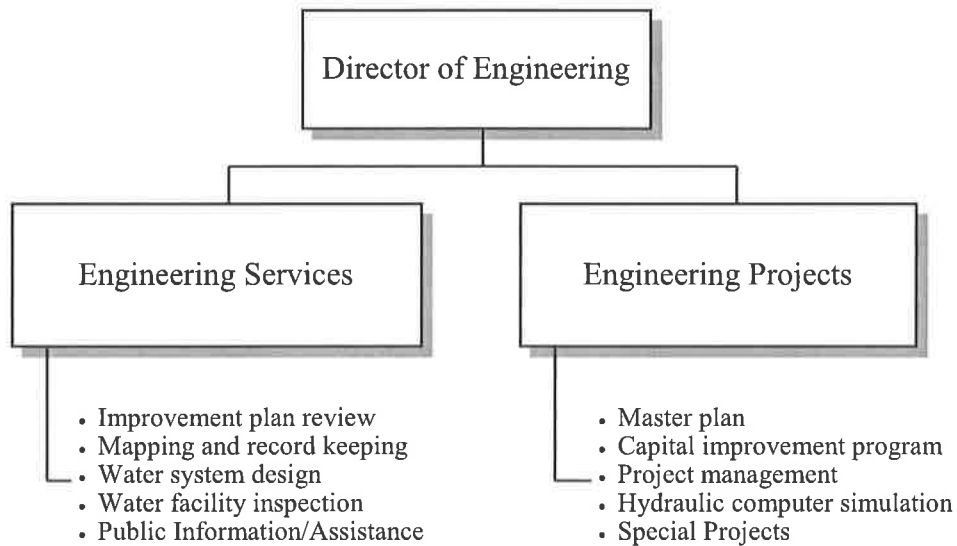 Director of Engineering
Engineering Services
• Improvement plan review
• Mapping and record keeping
• Water system design
• Water facility inspection
• Public Information/Assistance
Engineering Projects
• Master plan
• Capital improvement program
• Project management
• Hydraulic computer simulation
• Special Projects